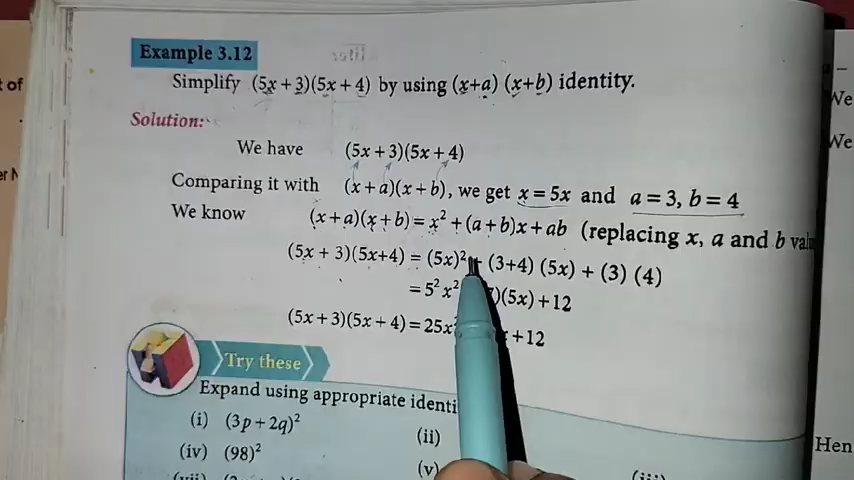 Example 3.12
Simplify (5x + 3)(5x + 4) by using (x+a) (x+b) identity.
Solution:
We have (5x + 3)(5x + 4)
Comparing it with (x + a)(x + b), we get x = 5x and a = 3, b = 4
We know (x + a)(x + b) = x² + (a + b)x + ab (replacing x, a and b
(5x + 3)(5x+4) = (5x)² (3+4) (5x) + (3) (4)
= 5² x² (5x) + 12
(5x+3)(5x+4) = 25x + 12
Try these
Expand using appropriate
(i) (3p + 2q)² (ii)
(iv) (98)² (v)
t of
We
We
Hen